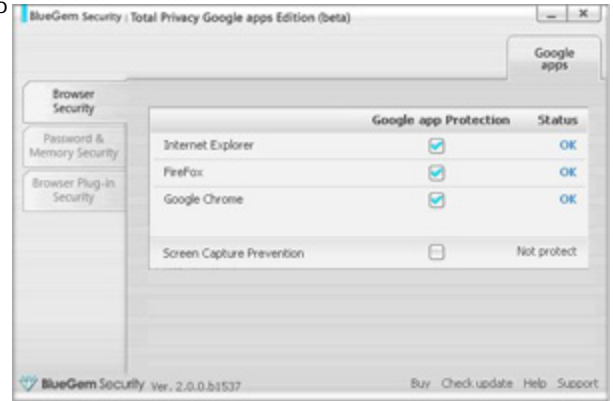 BlueGem Security : Total Privacy Google apps Edition (beta)
Google
apps
Browser
Security
Password &
Memory Security
Browser Plug-in
Security
Google app Protection Status
Internet Explorer OK
FireFox OK
Google Chrome OK
Screen Capture Prevention Not protect
BlueGem Security Ver. 2.0.0.b1537 Buy Check update Help Support